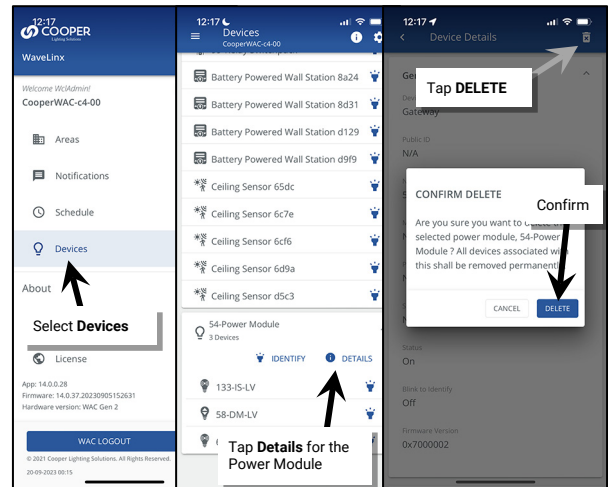 12:17
COOPER
Lighting Solutions
WaveLinx
Welcome WclAdmin!
CooperWAC-c4-00
Areas
Notifications
Schedule
Devices
About
Select Devices
License
App: 14.0.0.28
Firmware: 14.0.37.20230905152631
Hardware version: WAC Gen 2
WAC LOGOUT
© 2021 Cooper Lighting Solutions. All Rights Reserved.
20-09-2023 00:15
12:17
Devices
CooperWAC-c4-00
Battery Powered Wall Station 8a24
Battery Powered Wall Station 8d31
Battery Powered Wall Station d129
Battery Powered Wall Station d9f9
Ceiling Sensor 65dc
Ceiling Sensor 6c7e
Ceiling Sensor 6cf6
Ceiling Sensor 6d9a
Ceiling Sensor d5c3
54-Power Module
3 Devices
IDENTIFY
DETAILS
133-IS-LV
58-DM-LV
Tap Details for the
Power Module
12:17
Device Details
Tap DELETE
Gateway
Public ID
N/A
CONFIRM DELETE
Confirm
Are you sure you want to
selected power module, 54-Power
Module ? All devices associated with
this shall be removed permanently
CANCEL
DELETE
Status
On
Blink to Identify
Off
Firmware Version
0x7000002